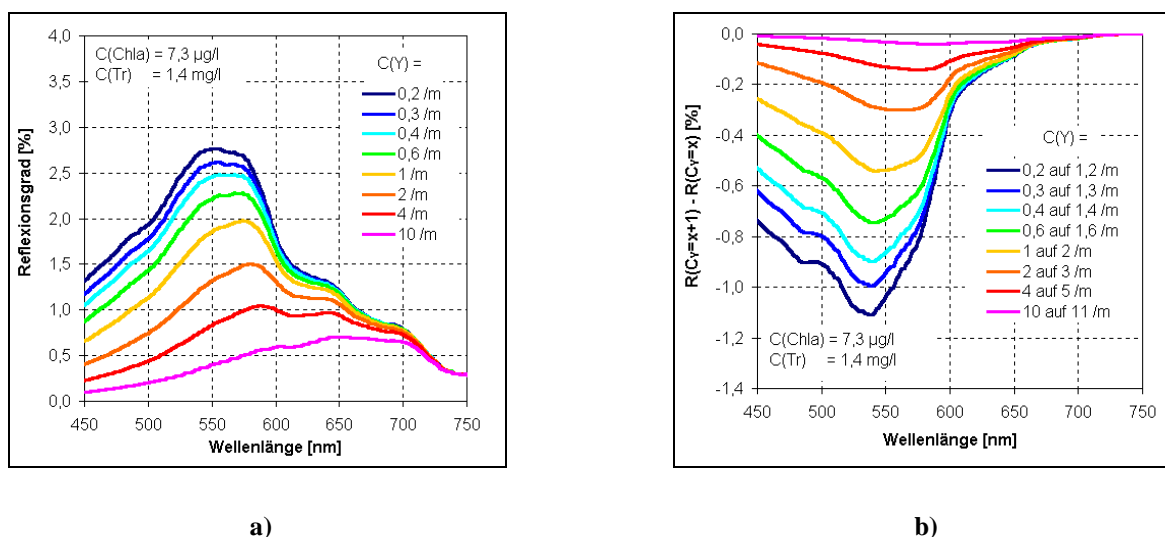 4,0
3,5
3,0
2,5
2,0
1,5
1,0
0,5
0,0
Reflexionsgrad [%]
C(Chla) = 7,3 µg/l
C(Tr) = 1,4 mg/l
C(Y) =
0,2 /m
0,3 /m
0,4 /m
0,6 /m
1 /m
2 /m
4 /m
10 /m
450 500 550 600 650 700 750
Wellenlänge [nm]
a)
0,0
-0,2
-0,4
-0,6
-0,8
-1,0
-1,2
-1,4
R(CY=x+1) - R(CY=x) [%]
C(Y) =
0,2 auf 1,2 /m
0,3 auf 1,3 /m
0,4 auf 1,4 /m
0,6 auf 1,6 /m
1 auf 2 /m
2 auf 3 /m
4 auf 5 /m
10 auf 11 /m
C(Chla) = 7,3 µg/l
C(Tr) = 1,4 mg/l
450 500 550 600 650 700 750
Wellenlänge [nm]
b)